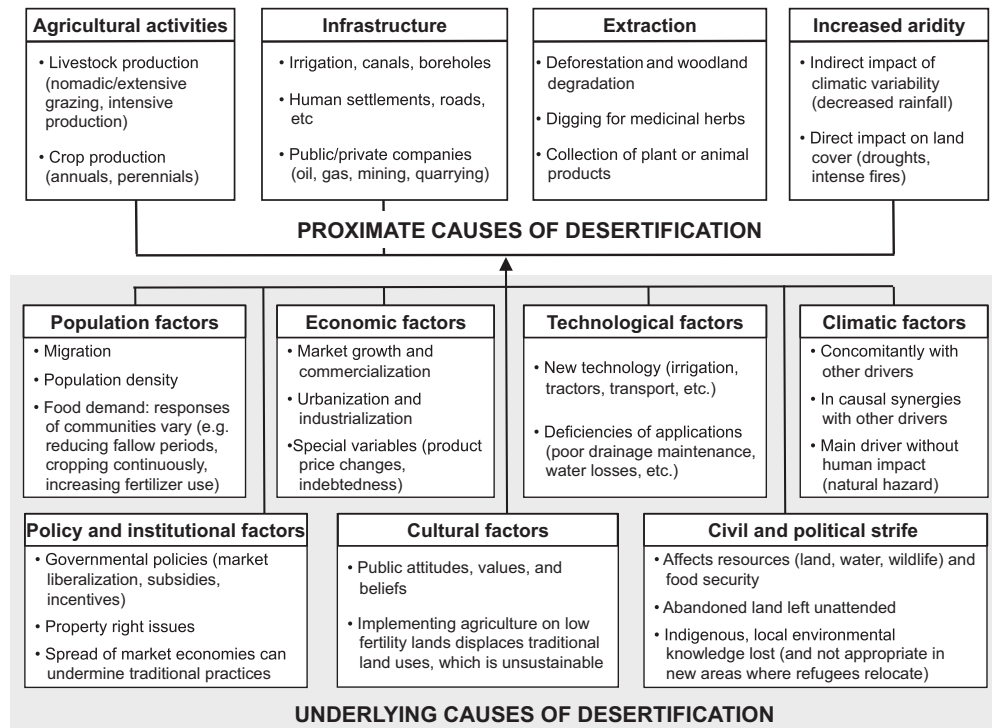 Agricultural activities
• Livestock production
(nomadic/extensive
grazing, intensive
production)
• Crop production
(annuals, perennials)
Infrastructure
• Irrigation, canals, boreholes
• Human settlements, roads,
etc
• Public/private companies
(oil, gas, mining, quarrying)
Extraction
• Deforestation and woodland
degradation
• Digging for medicinal herbs
• Collection of plant or animal
products
Increased aridity
• Indirect impact of
climatic variability
(decreased rainfall)
• Direct impact on land
cover (droughts,
intense fires)
PROXIMATE CAUSES OF DESERTIFICATION
Population factors
• Migration
• Population density
• Food demand: responses
of communities vary (e.g.
reducing fallow periods,
cropping continuously,
increasing fertilizer use)
Economic factors
• Market growth and
commercialization
• Urbanization and
industrialization
•Special variables (product
price changes,
indebtedness)
Technological factors
• New technology (irrigation,
tractors, transport, etc.)
• Deficiencies of applications
(poor drainage maintenance,
water losses, etc.)
Climatic factors
• Concomitantly with
other drivers
• In causal synergies
with other drivers
• Main driver without
human impact
(natural hazard)
Policy and institutional factors
• Governmental policies (market
liberalization, subsidies,
incentives)
• Property right issues
• Spread of market economies can
undermine traditional practices
Cultural factors
• Public attitudes, values, and
beliefs
• Implementing agriculture on low
fertility lands displaces traditional
land uses, which is unsustainable
Civil and political strife
• Affects resources (land, water, wildlife) and
food security
• Abandoned land left unattended
• Indigenous, local environmental
knowledge lost (and not appropriate in
new areas where refugees relocate)
UNDERLYING CAUSES OF DESERTIFICATION